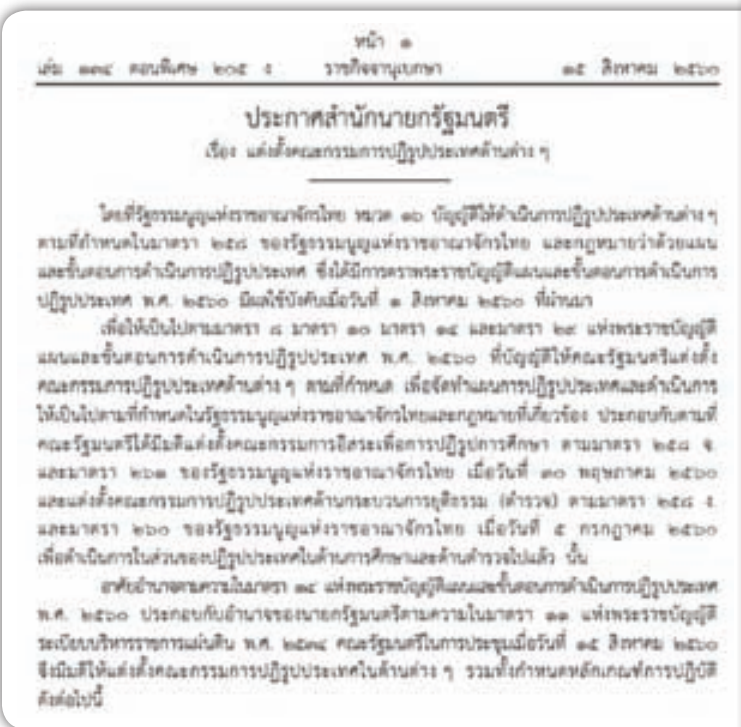 หน้า ๑
เล่ม ๑๓๔ ตอนพิเศษ ๒๐๕ ง ราชกิจจานุเบกษา ๑๕ สิงหาคม ๒๕๖๐
ประกาศสำนักนายกรัฐมนตรี
เรื่อง แต่งตั้งคณะกรรมการปฏิรูปประเทศด้านต่าง ๆ
โดยที่รัฐธรรมนูญแห่งราชอาณาจักรไทย หมวด ๑๖ บัญญัติให้ดำเนินการปฏิรูปประเทศด้านต่าง ๆ
ตามที่กำหนดในมาตรา ๒๕๘ ของรัฐธรรมนูญแห่งราชอาณาจักรไทย และกฎหมายว่าด้วยแผน
และขั้นตอนการดำเนินการปฏิรูปประเทศ ซึ่งได้มีการตราพระราชบัญญัติแผนและขั้นตอนการดำเนินการ
ปฏิรูปประเทศ พ.ศ. ๒๕๖๐ มีผลใช้บังคับเมื่อวันที่ ๑ สิงหาคม ๒๕๖๐ ที่ผ่านมา
เพื่อให้เป็นไปตามมาตรา ๘ มาตรา ๑๐ มาตรา ๑๔ และมาตรา ๒๙ แห่งพระราชบัญญัติ
แผนและขั้นตอนการดำเนินการปฏิรูปประเทศ พ.ศ. ๒๕๖๐ ที่บัญญัติให้คณะรัฐมนตรีแต่งตั้ง
คณะกรรมการปฏิรูปประเทศด้านต่าง ๆ ตามที่กำหนด เพื่อจัดทำแผนการปฏิรูปประเทศและดำเนินการ
ให้เป็นไปตามที่กำหนดในรัฐธรรมนูญแห่งราชอาณาจักรไทยและกฎหมายที่เกี่ยวข้อง ประกอบกับตามที่
คณะรัฐมนตรีได้มีมติแต่งตั้งคณะกรรมการอิสระเพื่อการปฏิรูปการศึกษา ตามมาตรา ๒๕๘ จ.
และมาตรา ๒๖๑ ของรัฐธรรมนูญแห่งราชอาณาจักรไทย เมื่อวันที่ ๓๐ พฤษภาคม ๒๕๖๐
และแต่งตั้งคณะกรรมการปฏิรูปประเทศด้านกระบวนการยุติธรรม (ตำรวจ) ตามมาตรา ๒๕๘ ง.
และมาตรา ๒๖๐ ของรัฐธรรมนูญแห่งราชอาณาจักรไทย เมื่อวันที่ ๕ กรกฎาคม ๒๕๖๐
เพื่อดำเนินการในส่วนของปฏิรูปประเทศในด้านการศึกษาและด้านตำรวจไปแล้ว นั้น
อาศัยอำนาจตามความในมาตรา ๑๔ แห่งพระราชบัญญัติแผนและขั้นตอนการดำเนินการปฏิรูปประเทศ
พ.ศ. ๒๕๖๐ ประกอบกับอำนาจของนายกรัฐมนตรีตามความในมาตรา ๑๑ แห่งพระราชบัญญัติ
ระเบียบบริหารราชการแผ่นดิน พ.ศ. ๒๕๓๔ คณะรัฐมนตรีในการประชุมเมื่อวันที่ ๑๕ สิงหาคม ๒๕๖๐
จึงมีมติให้แต่งตั้งคณะกรรมการปฏิรูปประเทศในด้านต่าง ๆ รวมทั้งกำหนดหลักเกณฑ์การปฏิบัติ
ดังต่อไปนี้